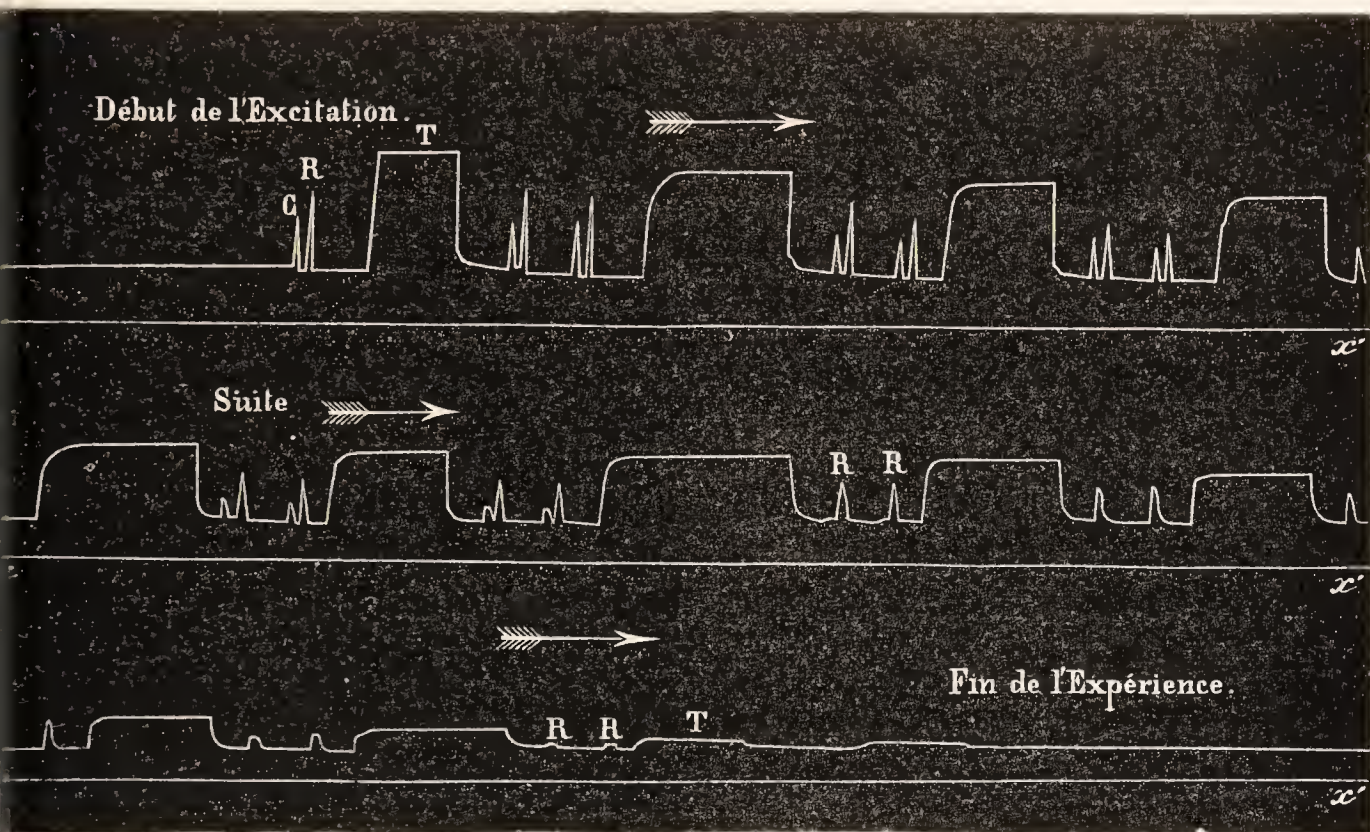 Début de l'Excitation.
T
R
C
x'
Suite
R R
x'
Fin de l'Expérience.
R R T
x'